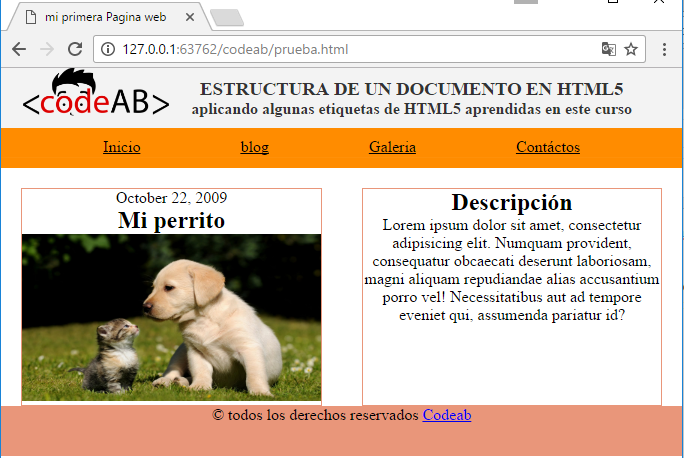 mi primera Pagina web
127.0.0.1:63762/codeab/prueba.html
<codeAB>
ESTRUCTURA DE UN DOCUMENTO EN HTML5
aplicando algunas etiquetas de HTML5 aprendidas en este curso
Inicio blog Galeria Contáctos
October 22, 2009
Mi perrito
Descripción
Lorem ipsum dolor sit amet, consectetur
adipisicing elit. Numquam provident,
consequatur obcaecati deserunt laboriosam,
magni aliquam repudiandae alias accusantium
porro vel! Necessitatibus aut ad tempore
eveniet qui, assumenda pariatur id?
© todos los derechos reservados Codeab